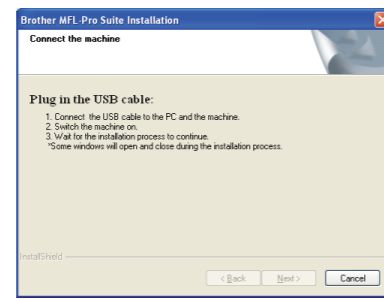 Brother MFL-Pro Suite Installation
Connect the machine
Plug in the USB cable:
1. Connect the USB cable to the PC and the machine.
2. Switch the machine on.
3. Wait for the installation process to continue.
*Some windows will open and close during the installation process.
InstallShield
< Back
Next >
Cancel